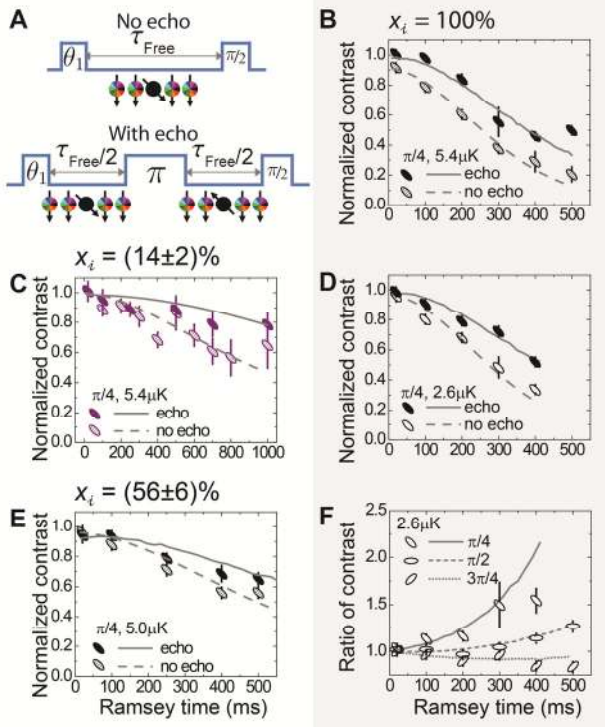 A
No echo
τFree
θ1
π/2
With echo
τFree/2
τFree/2
θ1
π
π/2
B
xi = 100%
Normalized contrast
1.0
0.8
0.6
0.4
0.2
0.0
π/4, 5.4μK
echo
no echo
0 100 200 300 400 500
xi = (14±2)%
C
Normalized contrast
1.0
0.8
0.6
0.4
0.2
0.0
π/4, 5.4μK
echo
no echo
0 200 400 600 800 1000
D
Normalized contrast
1.0
0.8
0.6
0.4
0.2
0.0
π/4, 2.6μK
echo
no echo
0 100 200 300 400 500
xi = (56±6)%
E
Normalized contrast
1.0
0.8
0.6
0.4
0.2
0.0
π/4, 5.0μK
echo
no echo
0 100 200 300 400 500
Ramsey time (ms)
F
Ratio of contrast
2.5
2.0
1.5
1.0
0.5
2.6μK
π/4
π/2
3π/4
0 100 200 300 400 500
Ramsey time (ms)